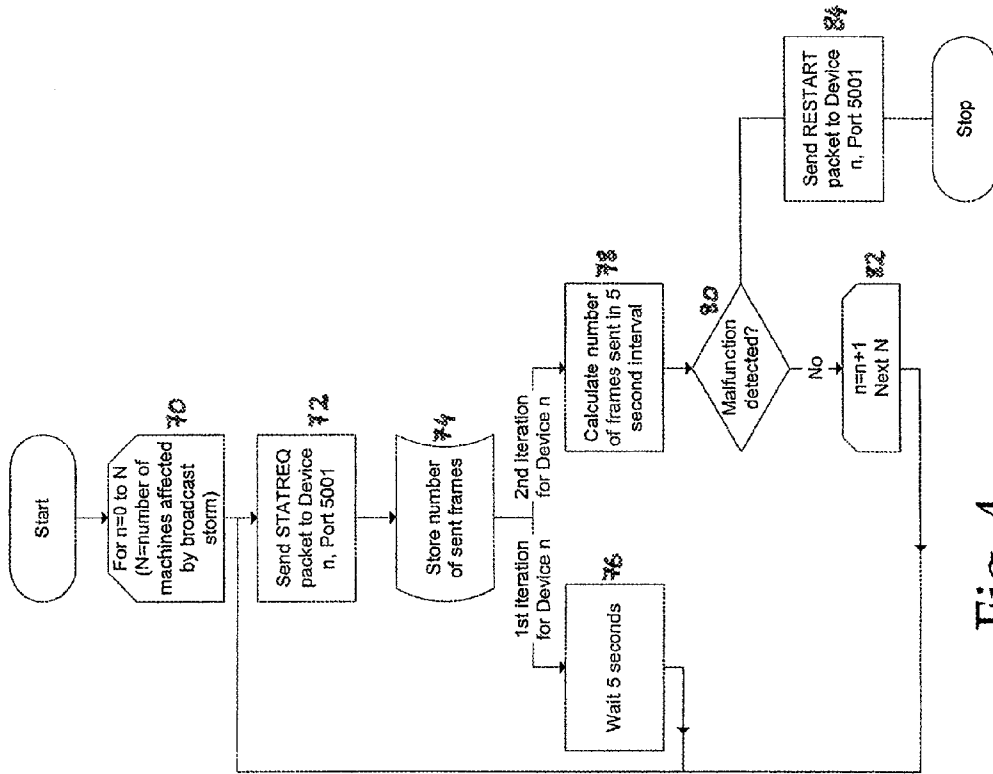 Start
For n=0 to N
(N=number of
machines affected
by broadcast
storm)
70
Send STATREQ
packet to Device
n, Port 5001
72
Store number
of sent frames
74
1st iteration
for Device n
2nd iteration
for Device n
Wait 5 seconds
76
Calculate number
of frames sent in 5
second interval
78
Malfunction
detected?
80
No
n=n+1
Next N
82
Send RESTART
packet to Device
n, Port 5001
84
Stop